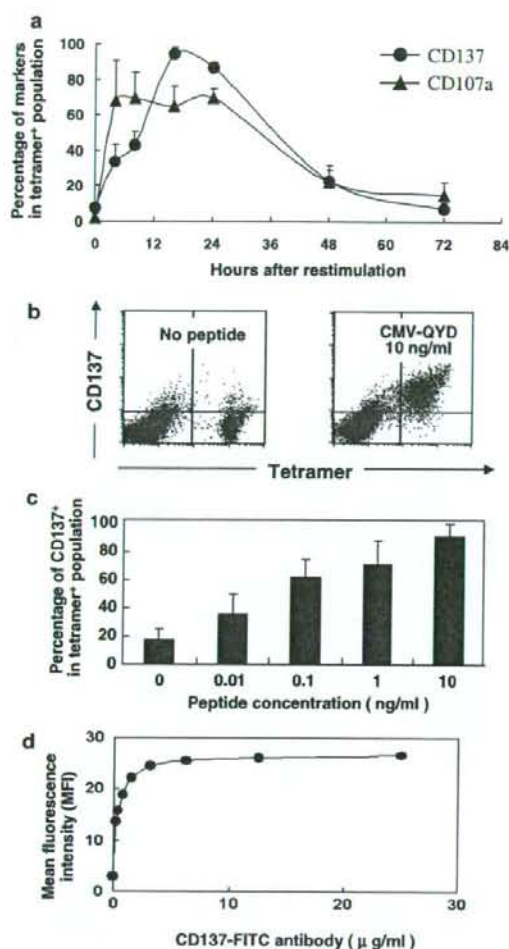 a
Percentage of markers
in tetramer⁺ population
100
80
60
40
20
0
CD137
CD107a
0 12 24 36 48 60 72 84
Hours after restimulation
b
CD137
No peptide
CMV-QYD
10 ng/ml
Tetramer
c
Percentage of CD137⁺
in tetramer⁺ population
100
80
60
40
20
0
0 0.01 0.1 1 10
Peptide concentration ( ng/ml )
d
Mean fluorescence
intensity (MFI)
30
20
10
0
0 10 20 30
CD137-FITC antibody ( μ g/ml )